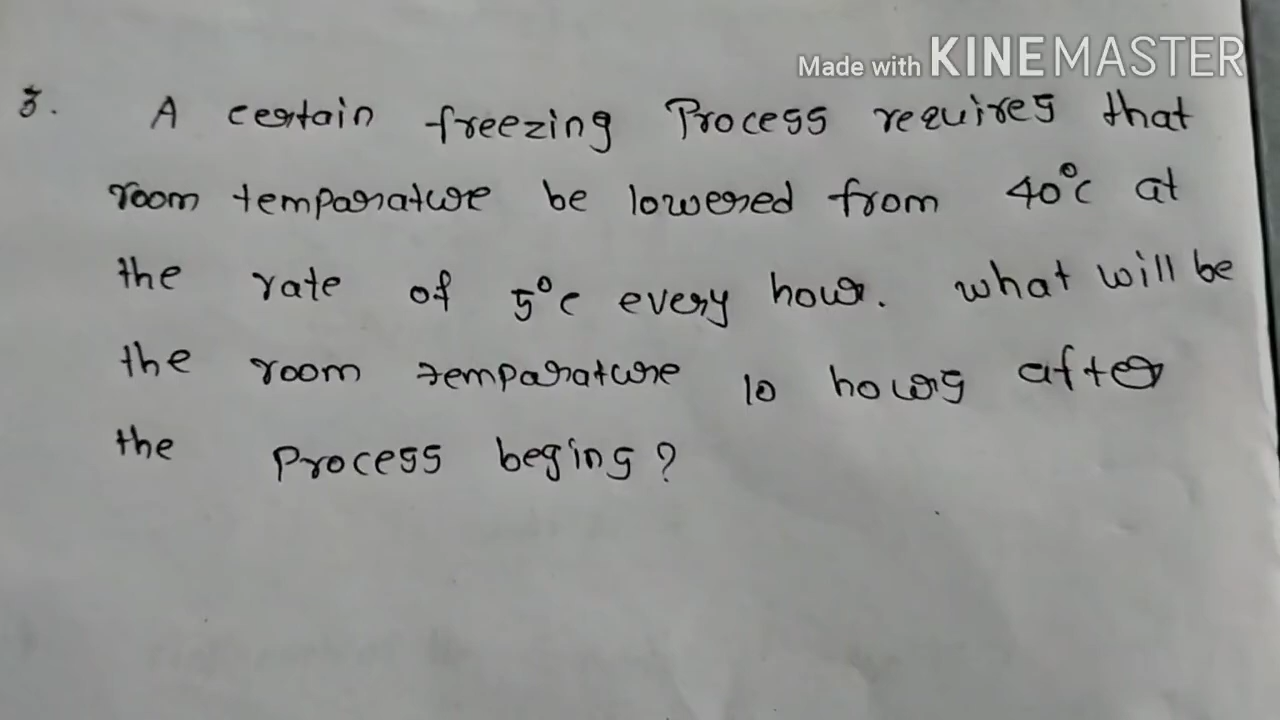 Made with KINEMASTER
3. A certain freezing Process requires that
room temparature be lowered from 40°c at
the rate of 5°c every hour. what will be
the room temparature 10 hours after
the Process begins?